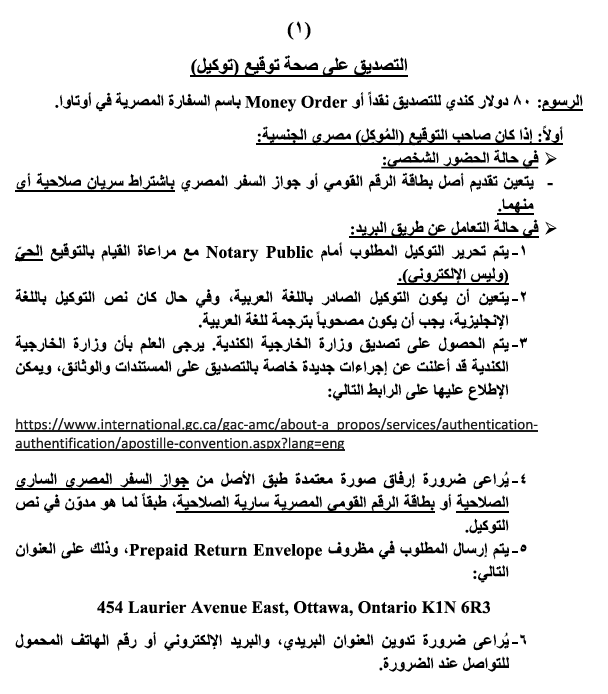 (١)
التصديق على صحة توقيع (توكيل)
الرسوم: ٨٠ دولار كندي للتصديق نقداً أو Money Order باسم السفارة المصرية في أوتاوا.
أولاً: إذا كان صاحب التوقيع (المُوكِل) مصري الجنسية:
➢ في حالة الحضور الشخصي:
- يتعين تقديم أصل بطاقة الرقم القومي أو جواز السفر المصري باشتراط سريان صلاحية أي
منهما.
➢ في حالة التعامل عن طريق البريد:
١- يتم تحرير التوكيل المطلوب أمام Notary Public مع مراعاة القيام بالتوقيع الحيّ
(وليس الإلكتروني).
٢- يتعين أن يكون التوكيل الصادر باللغة العربية، وفي حال كان نص التوكيل باللغة
الإنجليزية، يجب أن يكون مصحوباً بترجمة للغة العربية.
٣- يتم الحصول على تصديق وزارة الخارجية الكندية. يرجى العلم بأن وزارة الخارجية
الكندية قد أعلنت عن إجراءات جديدة خاصة بالتصديق على المستندات والوثائق، ويمكن
الإطلاع عليها على الرابط التالي:
https://www.international.gc.ca/gac-amc/about-a_propos/services/authentication-
authentification/apostille-convention.aspx?lang=eng
٤- يُراعى ضرورة إرفاق صورة معتمدة طبق الأصل من جواز السفر المصري الساري
الصلاحية أو بطاقة الرقم القومي المصرية سارية الصلاحية، طبقاً لما هو مدوّن في نص
التوكيل.
٥- يتم إرسال المطلوب في مظروف Prepaid Return Envelope، وذلك على العنوان
التالي:
454 Laurier Avenue East, Ottawa, Ontario K1N 6R3
٦- يُراعى ضرورة تدوين العنوان البريدي، والبريد الإلكتروني أو رقم الهاتف المحمول
للتواصل عند الضرورة.